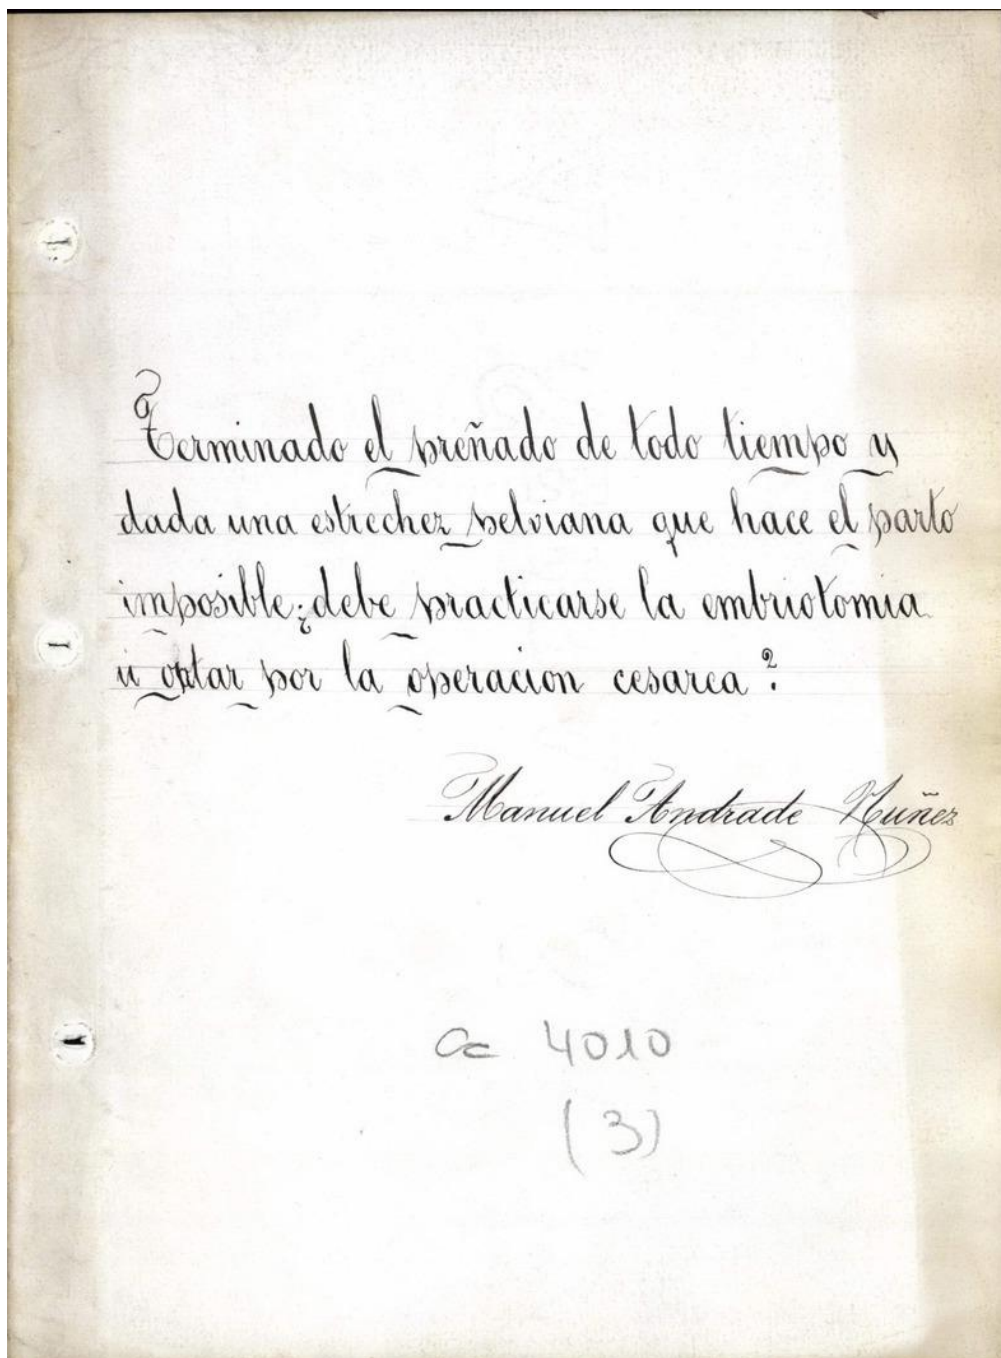 Terminado el preñado de todo tiempo y
dada una estrechez pelviana que hace el parto
imposible ¿debe practicarse la embriotomia
u optar por la operacion cesarea?
Manuel Andrade Nuñez
Ca 4010
(3)